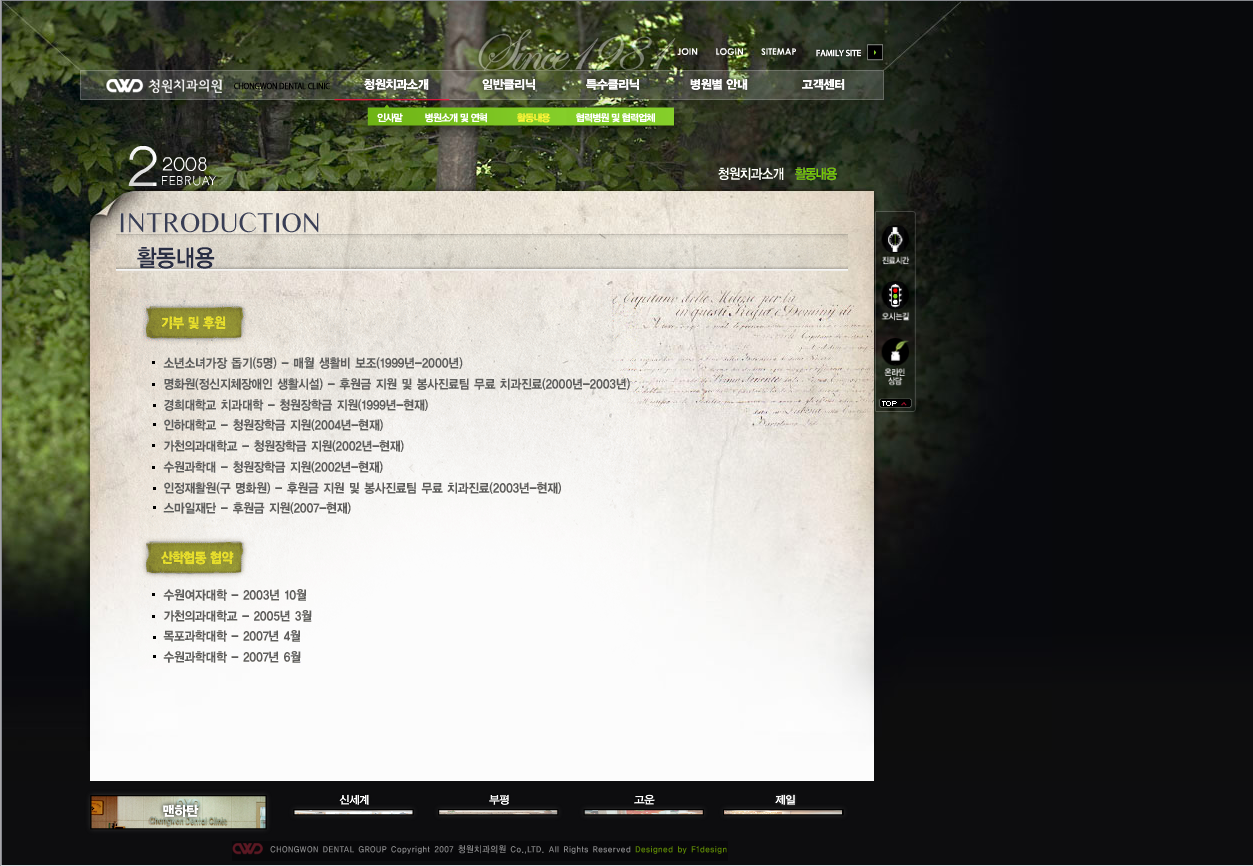 Since 1984
JOIN LOGIN SITEMAP FAMILY SITE
CWD 청원치과의원 CHONGWON DENTAL CLINIC
청원치과소개 일반클리닉 특수클리닉 병원별 안내 고객센터
인사말 병원소개 및 연혁 활동내용 협력병원 및 협력업체
2 2008
FEBRUAY
청원치과소개 활동내용
INTRODUCTION
활동내용
진료시간
오시는길
온라인
상담
TOP
Capitano delle Milizie per la
기부 및 후원
소년소녀가장 돕기(5명) - 매월 생활비 보조(1999년-2000년)
명화원(정신지체장애인 생활시설) - 후원금 지원 및 봉사진료팀 무료 치과진료(2000년-2003년)
경희대학교 치과대학 - 청원장학금 지원(1999년-현재)
인하대학교 - 청원장학금 지원(2004년-현재)
가천의과대학교 - 청원장학금 지원(2002년-현재)
수원과학대 - 청원장학금 지원(2002년-현재)
인정재활원(구 명화원) - 후원금 지원 및 봉사진료팀 무료 치과진료(2003년-현재)
스마일재단 - 후원금 지원(2007-현재)
산학협동 협약
수원여자대학 - 2003년 10월
가천의과대학교 - 2005년 3월
목포과학대학 - 2007년 4월
수원과학대학 - 2007년 6월
맨하탄 신세계 부평 고운 제일
Chongwon Dental Clinic
CWD CHONGWON DENTAL GROUP Copyright 2007 청원치과의원 Co.,LTD. All Rights Reserved Designed by F1design